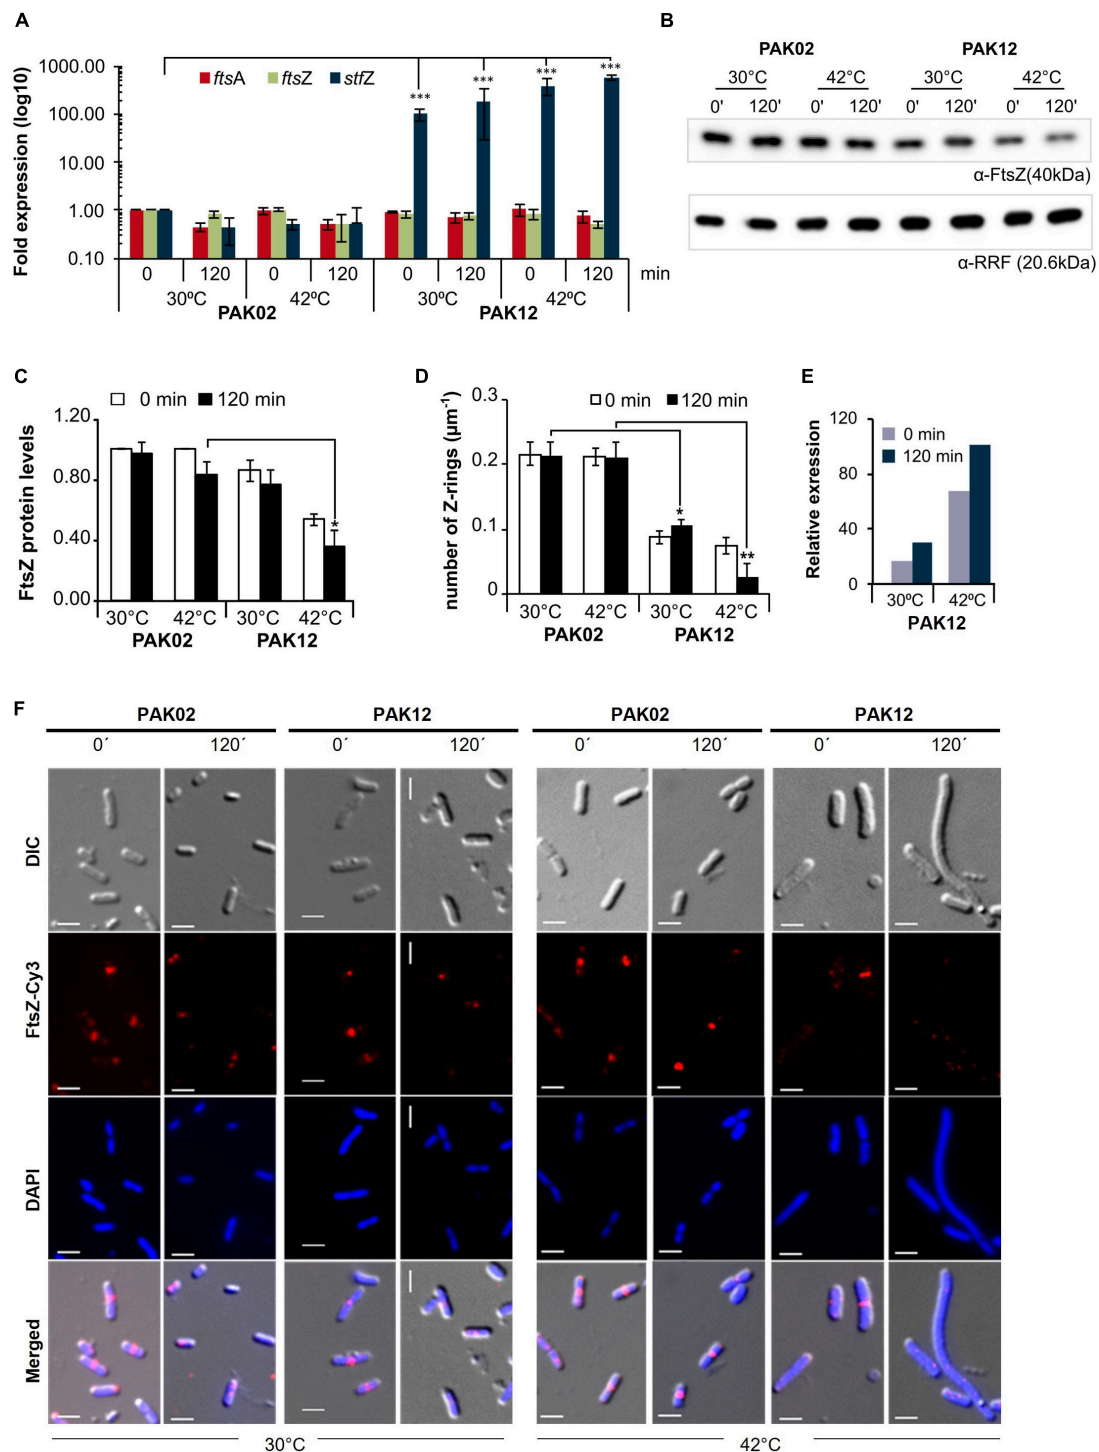 A
Fold expression (log10)
1000.00
100.00
10.00
1.00
0.10
ftsA ftsZ stfZ
*** *** *** ***
0 120 0 120 0 120 0 120 min
30ºC 42ºC 30ºC 42ºC
PAK02 PAK12
B
PAK02 PAK12
30°C 42°C 30°C 42°C
0' 120' 0' 120' 0' 120' 0' 120'
α-FtsZ(40kDa)
α-RRF (20.6kDa)
C
0 min 120 min
FtsZ protein levels
1.20
0.80
0.40
0.00
*
30°C 42°C 30°C 42°C
PAK02 PAK12
D
0 min 120 min
number of Z-rings (µm⁻¹)
0.3
0.2
0.1
0
* **
30°C 42°C 30°C 42°C
PAK02 PAK12
E
Relative exression
120
80
40
0
0 min
120 min
30ºC 42ºC
PAK12
F
PAK02 PAK12 PAK02 PAK12
0´ 120´ 0´ 120´ 0´ 120´ 0´ 120´
DIC
FtsZ-Cy3
DAPI
Merged
30°C 42°C